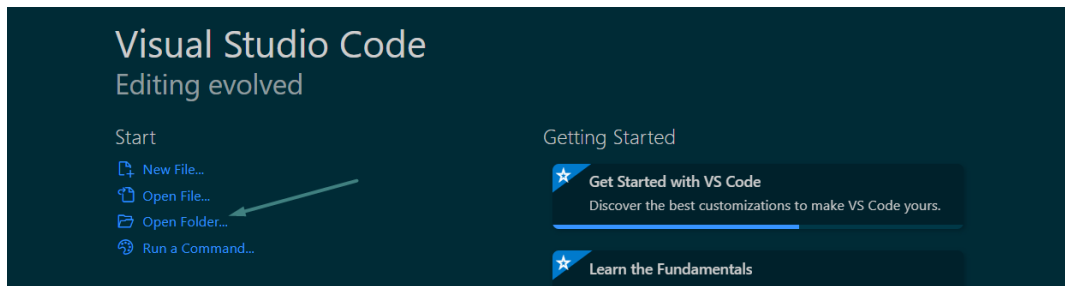 Visual Studio Code
Editing evolved
Start
New File...
Open File...
Open Folder...
Run a Command...
Getting Started
Get Started with VS Code
Discover the best customizations to make VS Code yours.
Learn the Fundamentals